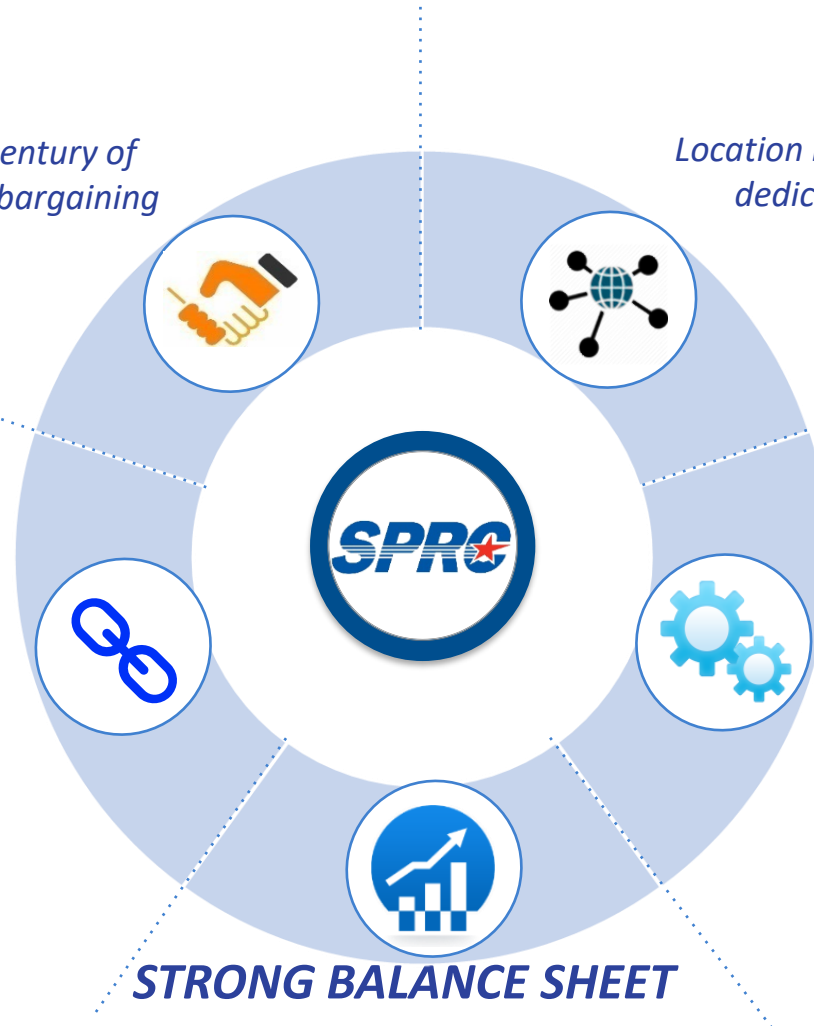 entury of
bargaining
Location
dedic
SPRC
STRONG BALANCE SHEET